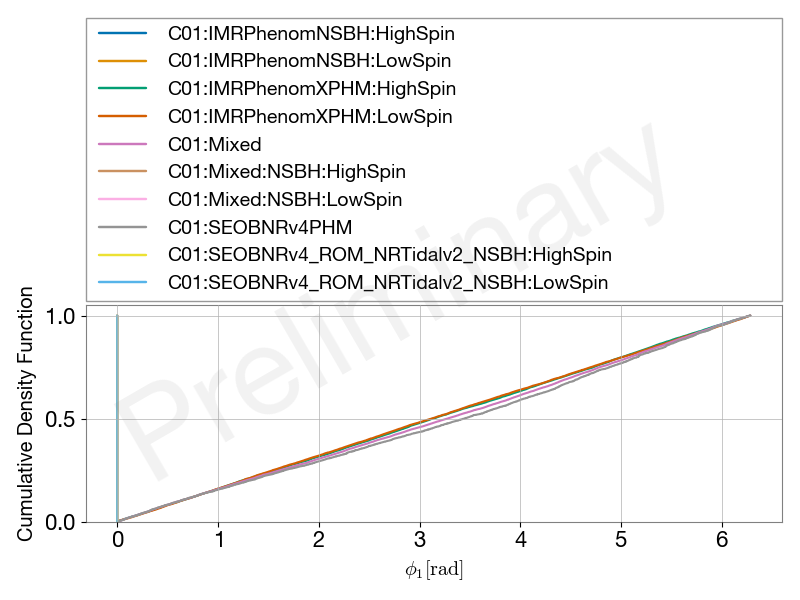 C01:IMRPhenomNSBH:HighSpin
C01:IMRPhenomNSBH:LowSpin
C01:IMRPhenomXPHM:HighSpin
C01:IMRPhenomXPHM:LowSpin
C01:Mixed
C01:Mixed:NSBH:HighSpin
C01:Mixed:NSBH:LowSpin
C01:SEOBNRv4PHM
C01:SEOBNRv4_ROM_NRTidalv2_NSBH:HighSpin
C01:SEOBNRv4_ROM_NRTidalv2_NSBH:LowSpin
Preliminary
Cumulative Density Function
1.0
0.5
0.0
0 1 2 3 4 5 6
ϕ₁[rad]